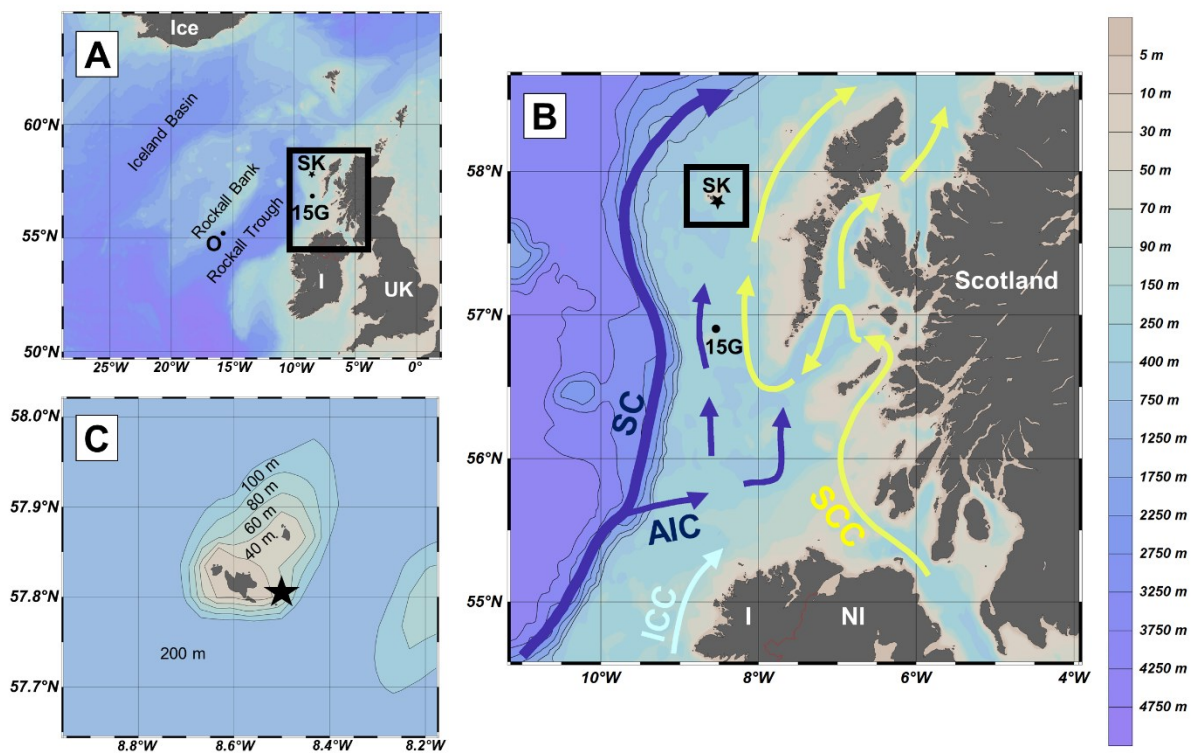 A
Ice
Iceland Basin
Rockall Bank
Rockall Trough
SK
15G
O
I
UK
60°N
55°N
50°N
25°W
20°W
15°W
10°W
5°W
0°W
B
SK
15G
Scotland
SC
AIC
SCC
ICC
I
NI
58°N
57°N
56°N
55°N
10°W
8°W
6°W
4°W
C
100 m
80 m
60 m
40 m
200 m
58.0°N
57.9°N
57.8°N
57.7°N
8.8°W
8.6°W
8.4°W
8.2°W
5 m
10 m
30 m
50 m
70 m
90 m
150 m
250 m
400 m
750 m
1250 m
1750 m
2250 m
2750 m
3250 m
3750 m
4250 m
4750 m